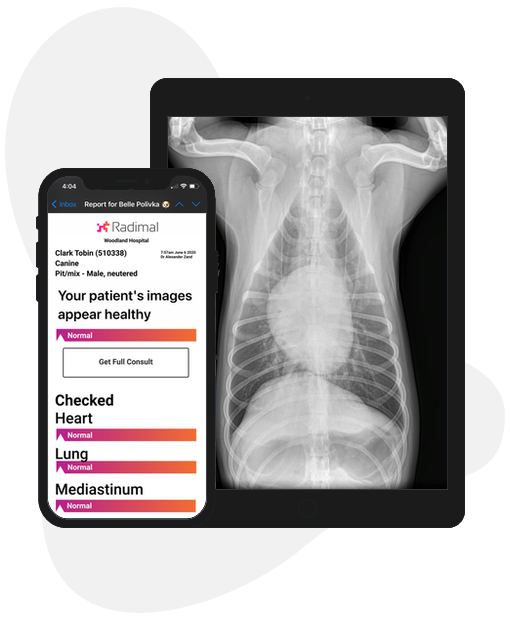 4:04
Inbox
Report for Belle Polivka 🐶
Radimal
Woodland Hospital
Clark Tobin (510338)
7:57am June 6 2020
Canine
Dr Alexander Zand
Pit/mix - Male, neutered
Your patient's images
appear healthy
Normal
Get Full Consult
Checked
Heart
Normal
Lung
Normal
Mediastinum
Normal